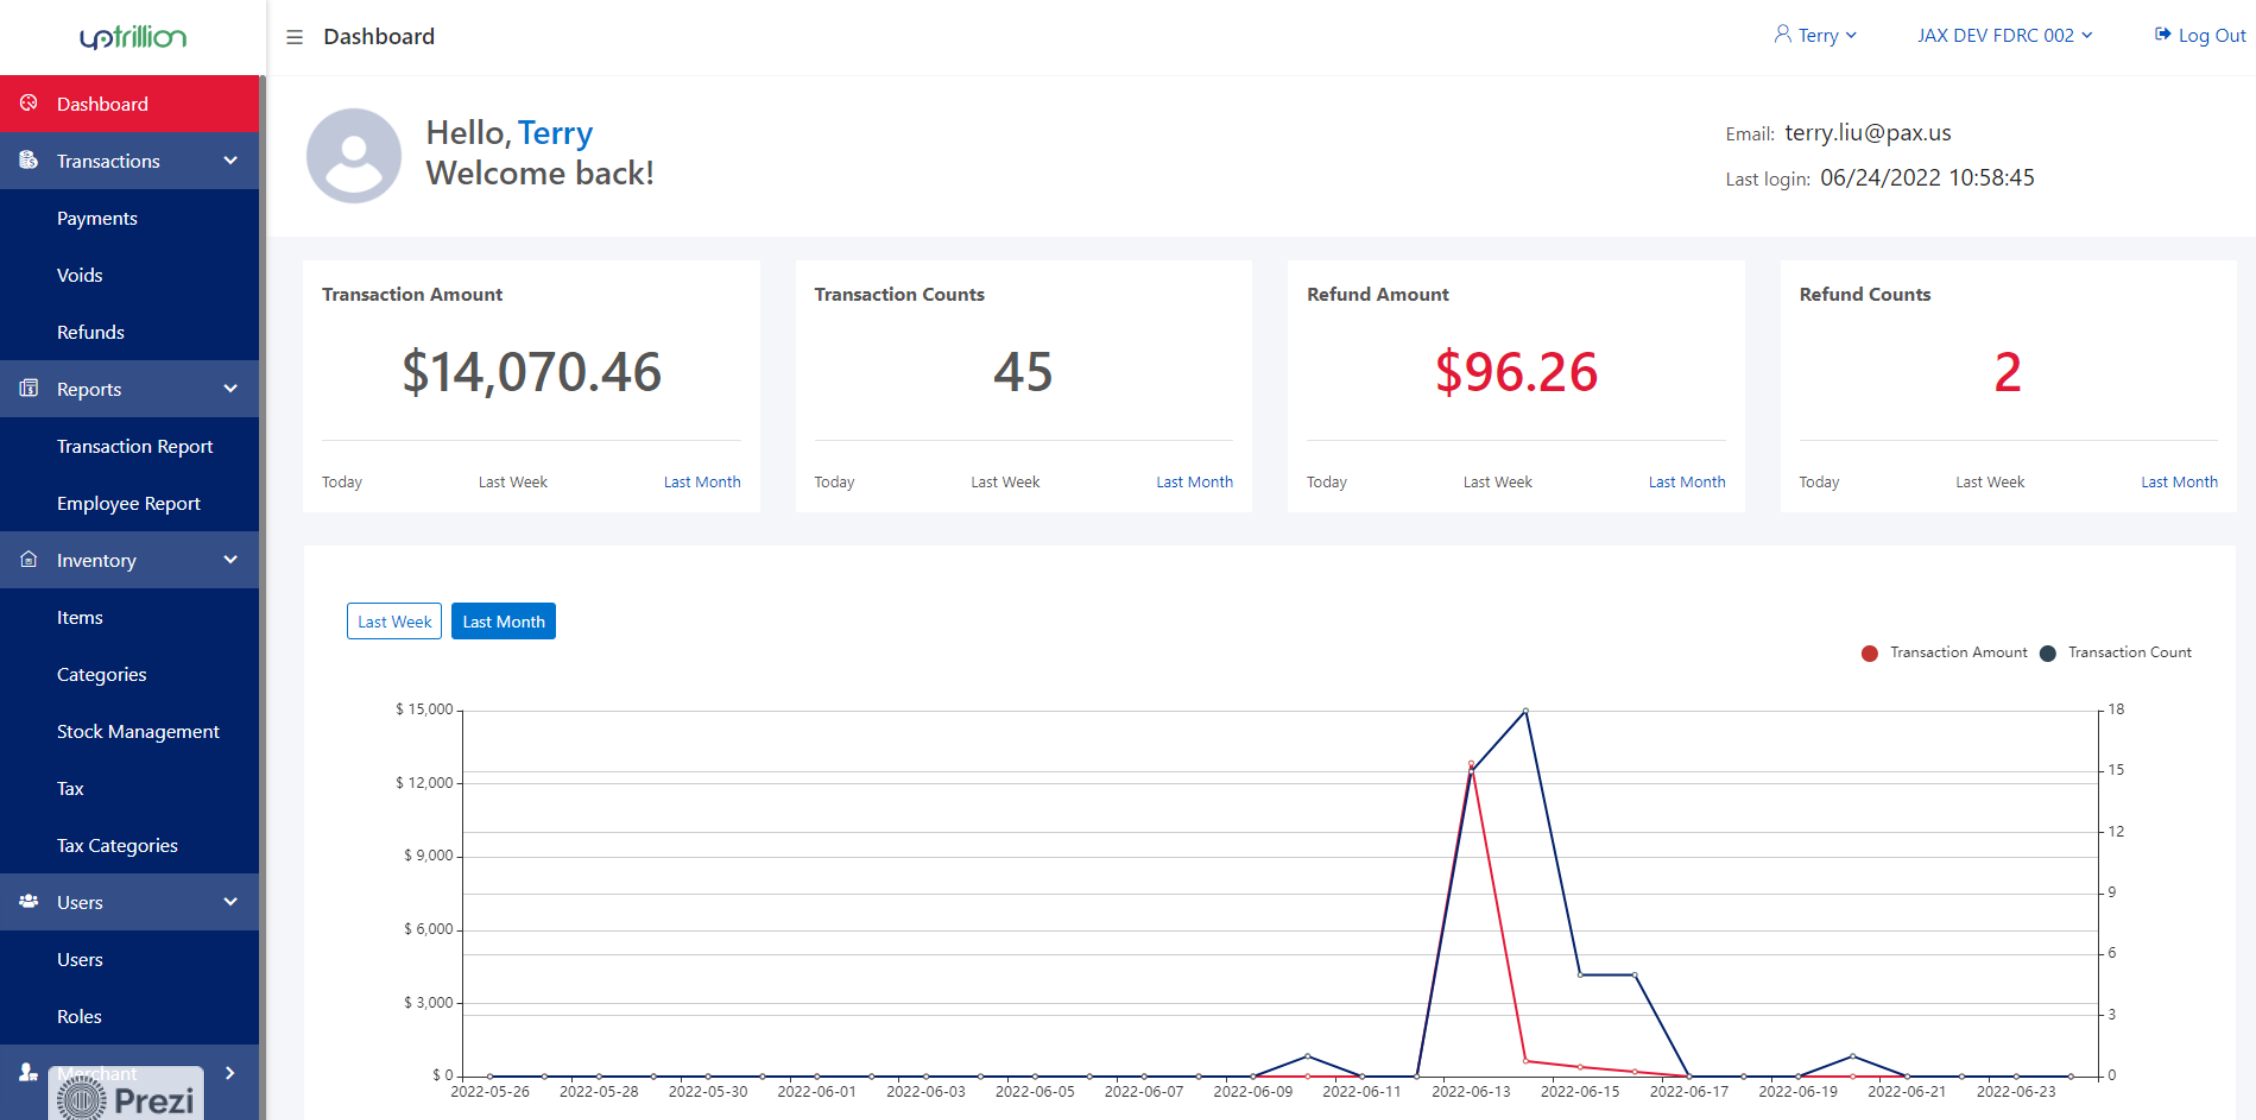 uptrillion
Dashboard
Terry
JAX DEV FDRC 002
Log Out
Dashboard
Transactions
Payments
Voids
Refunds
Reports
Transaction Report
Employee Report
Inventory
Items
Categories
Stock Management
Tax
Tax Categories
Users
Users
Roles
Merchant
Prezi
Hello, Terry
Welcome back!
Email: terry.liu@pax.us
Last login: 06/24/2022 10:58:45
Transaction Amount
$14,070.46
Today Last Week Last Month
Transaction Counts
45
Today Last Week Last Month
Refund Amount
$96.26
Today Last Week Last Month
Refund Counts
2
Today Last Week Last Month
Last Week Last Month
Transaction Amount Transaction Count
$ 15,000
$ 12,000
$ 9,000
$ 6,000
$ 3,000
$ 0
18
15
12
9
6
3
0
2022-05-26 2022-05-28 2022-05-30 2022-06-01 2022-06-03 2022-06-05 2022-06-07 2022-06-09 2022-06-11 2022-06-13 2022-06-15 2022-06-17 2022-06-19 2022-06-21 2022-06-23